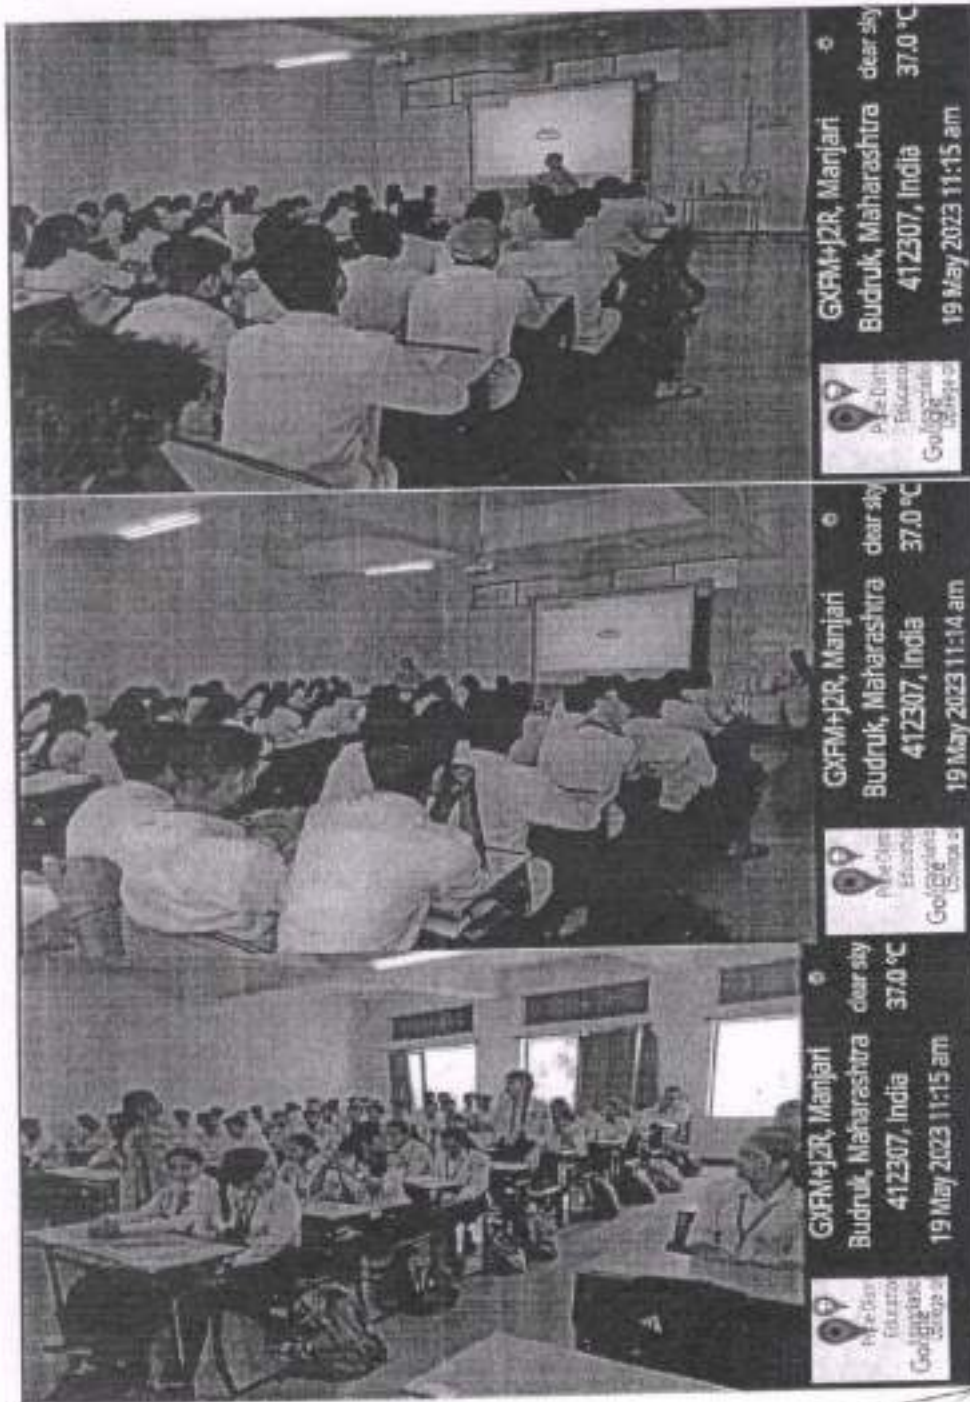 GXFM+J2R, Manjari
Budruk, Maharashtra
412307, India
19 May 2023 11:15 am
clear sky
37.0 °C
Google
GXFM+J2R, Manjari
Budruk, Maharashtra
412307, India
19 May 2023 11:14 am
clear sky
37.0 °C
Google
GXFM+J2R, Manjari
Budruk, Maharashtra
412307, India
19 May 2023 11:15 am
clear sky
37.0 °C
Google